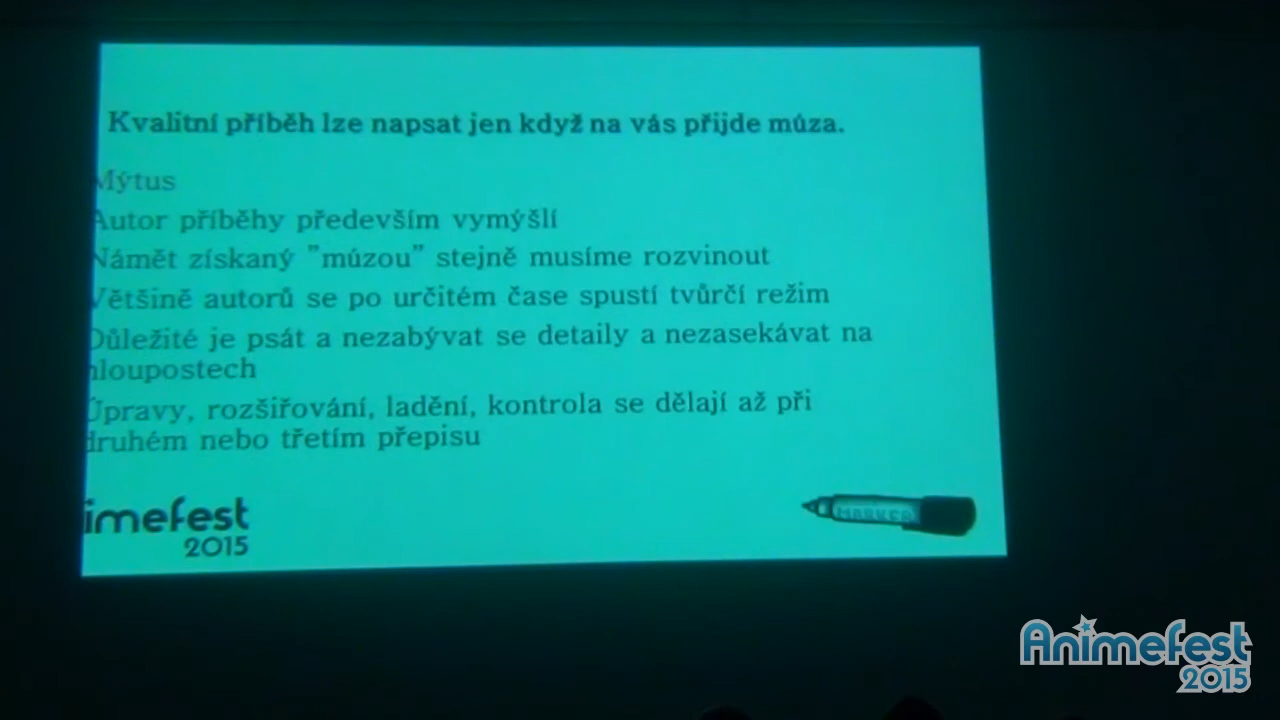 Kvalitní příběh lze napsat jen když na vás přijde múza.
Mýtus
Autor příběhy především vymýšlí
Námět získaný "múzou" stejně musíme rozvinout
Většině autorů se po určitém čase spustí tvůrčí režim
Důležité je psát a nezabývat se detaily a nezasekávat na
hloupostech
Úpravy, rozšiřování, ladění, kontrola se dělají až při
druhém nebo třetím přepisu
imefest
2015
MARKER
Animefest
2015